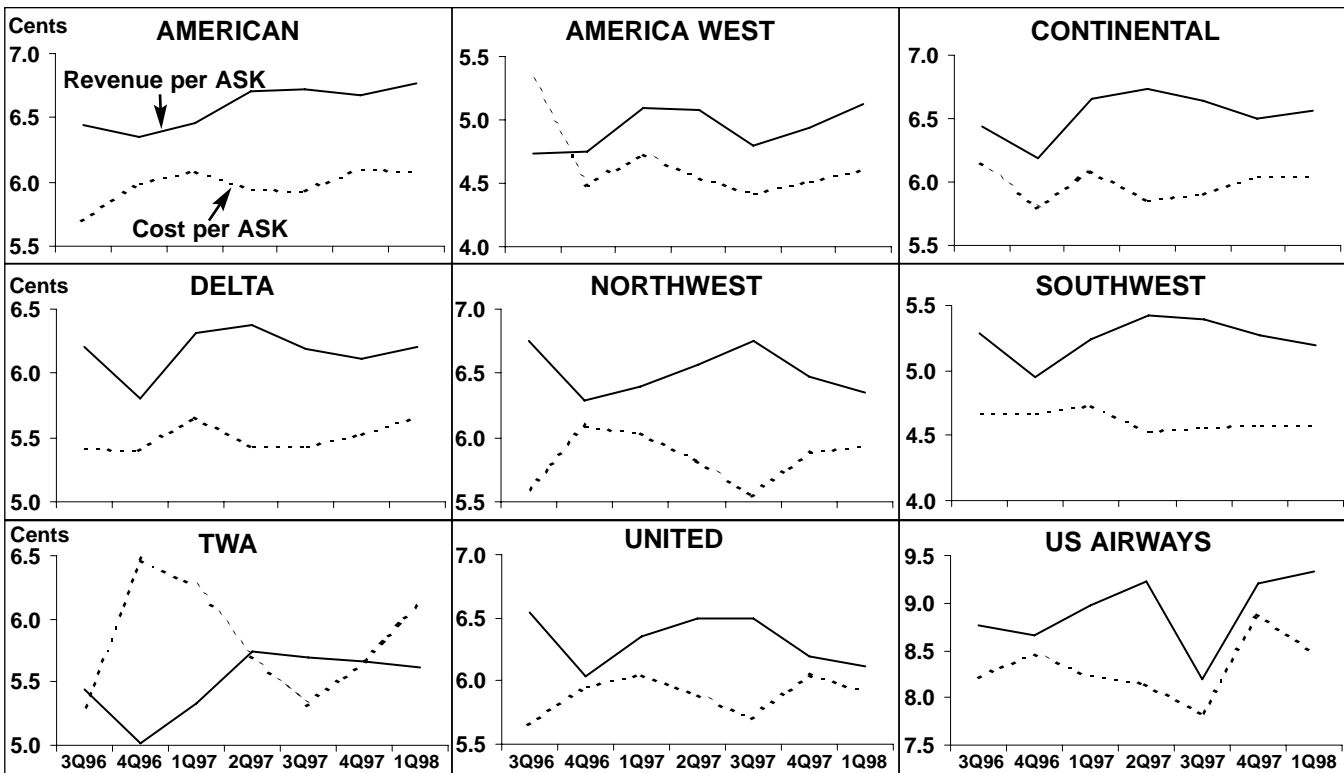 Cents
AMERICAN
7.0
6.5
6.0
5.5
Revenue per ASK
Cost per ASK
AMERICA WEST
5.5
5.0
4.5
4.0
CONTINENTAL
7.0
6.5
6.0
5.5
Cents
DELTA
6.5
6.0
5.5
5.0
NORTHWEST
7.0
6.5
6.0
5.5
SOUTHWEST
5.5
5.0
4.5
4.0
Cents
TWA
6.5
6.0
5.5
5.0
3Q96 4Q96 1Q97 2Q97 3Q97 4Q97 1Q98
UNITED
7.0
6.5
6.0
5.5
3Q96 4Q96 1Q97 2Q97 3Q97 4Q97 1Q98
US AIRWAYS
9.5
9.0
8.5
8.0
7.5
3Q96 4Q96 1Q97 2Q97 3Q97 4Q97 1Q98